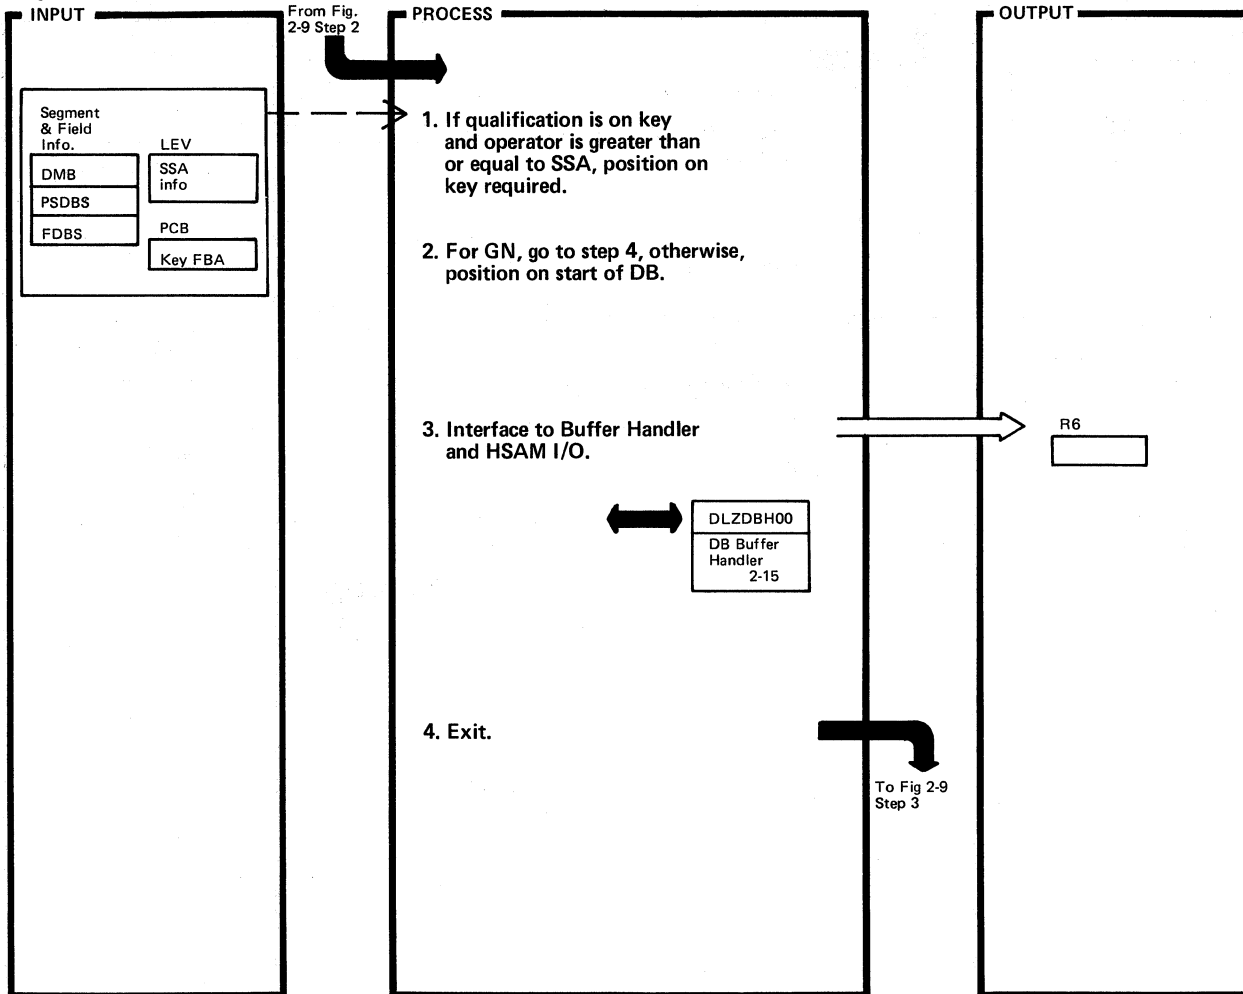 INPUT
From Fig.
2-9 Step 2
PROCESS
OUTPUT
Segment
& Field
Info.
DMB
PSDBS
FDBS
LEV
SSA
info
PCB
Key FBA
1. If qualification is on key
and operator is greater than
or equal to SSA, position on
key required.
2. For GN, go to step 4, otherwise,
position on start of DB.
3. Interface to Buffer Handler
and HSAM I/O.
R6
DLZDBH00
DB Buffer
Handler
2-15
4. Exit.
To Fig 2-9
Step 3